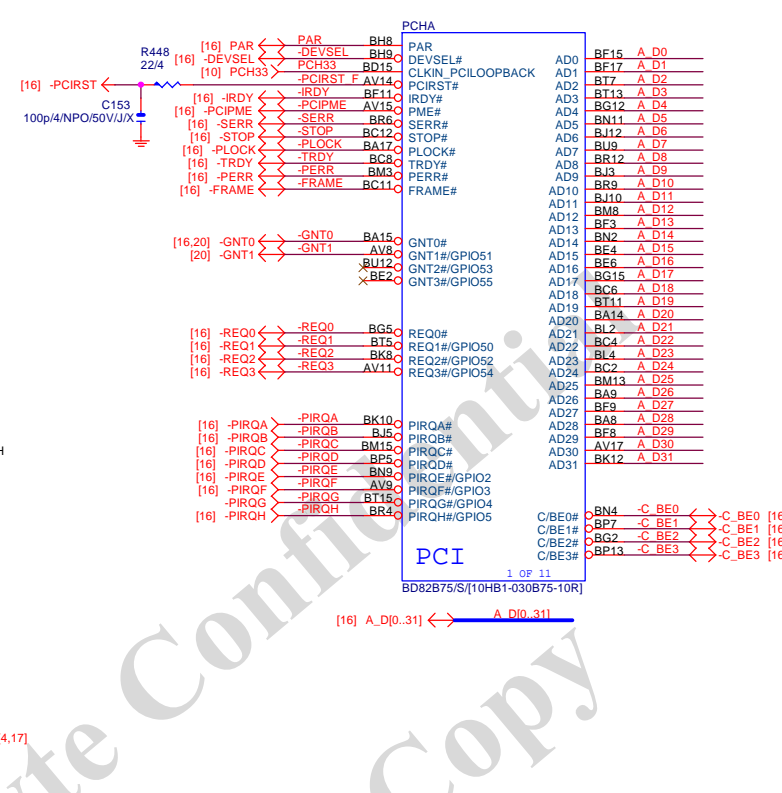 PCHA
[16] PAR PAR BH8 PAR
[16] -DEVSEL -DEVSEL BH9 DEVSEL#
[10] PCH33 PCH33 BD15 CLKIN_PCILOOPBACK
R448
22/4
[16] -PCIRST -PCIRST_F AV14 PCIRST#
C153
100p/4/NPO/50V/J/X
[16] -IRDY -IRDY BF11 IRDY#
[16] -PCIPME -PCIPME AV15 PME#
[16] -SERR -SERR BR6 SERR#
[16] -STOP -STOP BC12 STOP#
[16] -PLOCK -PLOCK BA17 PLOCK#
[16] -TRDY -TRDY BC8 TRDY#
[16] -PERR -PERR BM3 PERR#
[16] -FRAME -FRAME BC11 FRAME#
[16,20] -GNT0 -GNT0 BA15 GNT0#
[20] -GNT1 -GNT1 AV8 GNT1#/GPIO51
BU12 GNT2#/GPIO53
BE2 GNT3#/GPIO55
[16] -REQ0 -REQ0 BG5 REQ0#
[16] -REQ1 -REQ1 BT5 REQ1#/GPIO50
[16] -REQ2 -REQ2 BK8 REQ2#/GPIO52
[16] -REQ3 -REQ3 AV11 REQ3#/GPIO54
[16] -PIRQA -PIRQA BK10 PIRQA#
[16] -PIRQB -PIRQB BJ5 PIRQB#
[16] -PIRQC -PIRQC BM15 PIRQC#
[16] -PIRQD -PIRQD BP5 PIRQD#
[16] -PIRQE -PIRQE BN9 PIRQE#/GPIO2
[16] -PIRQF -PIRQF AV9 PIRQF#/GPIO3
-PIRQG -PIRQG BT15 PIRQG#/GPIO4
[16] -PIRQH -PIRQH BR4 PIRQH#/GPIO5
AD0 BF15 A_D0
AD1 BF17 A_D1
AD2 BT7 A_D2
AD3 BT13 A_D3
AD4 BG12 A_D4
AD5 BN11 A_D5
AD6 BJ12 A_D6
AD7 BU9 A_D7
AD8 BR12 A_D8
AD9 BJ3 A_D9
AD10 BR9 A_D10
AD11 BJ10 A_D11
AD12 BM8 A_D12
AD13 BF3 A_D13
AD14 BN2 A_D14
AD15 BE4 A_D15
AD16 BE6 A_D16
AD17 BG15 A_D17
AD18 BC6 A_D18
AD19 BT11 A_D19
AD20 BA14 A_D20
AD21 BL2 A_D21
AD22 BC4 A_D22
AD23 BL4 A_D23
AD24 BC2 A_D24
AD25 BM13 A_D25
AD26 BA9 A_D26
AD27 BF9 A_D27
AD28 BA8 A_D28
AD29 BF8 A_D29
AD30 AV17 A_D30
AD31 BK12 A_D31
C/BE0# BN4 -C_BE0 -C_BE0 [16
C/BE1# BP7 -C_BE1 -C_BE1 [16
C/BE2# BG2 -C_BE2 -C_BE2 [16
C/BE3# BP13 -C_BE3 -C_BE3 [16
PCI
1 OF 11
BD82B75/S/[10HB1-030B75-10R]
[16] A_D[0..31] A_D[0..31]
H
4,17]
te Confidential
Copy